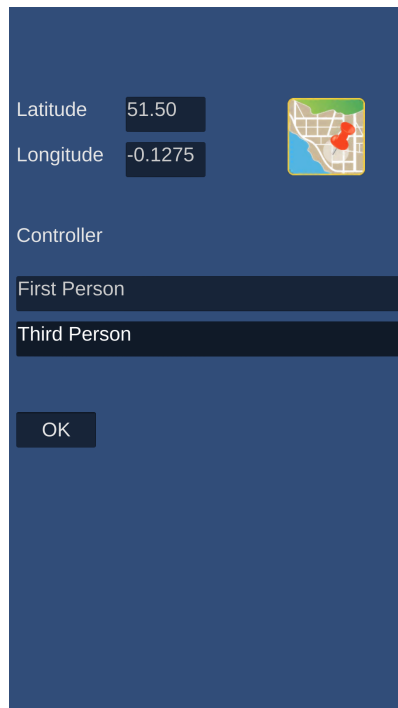 Latitude 51.50
Longitude -0.1275
Controller
First Person
Third Person
OK